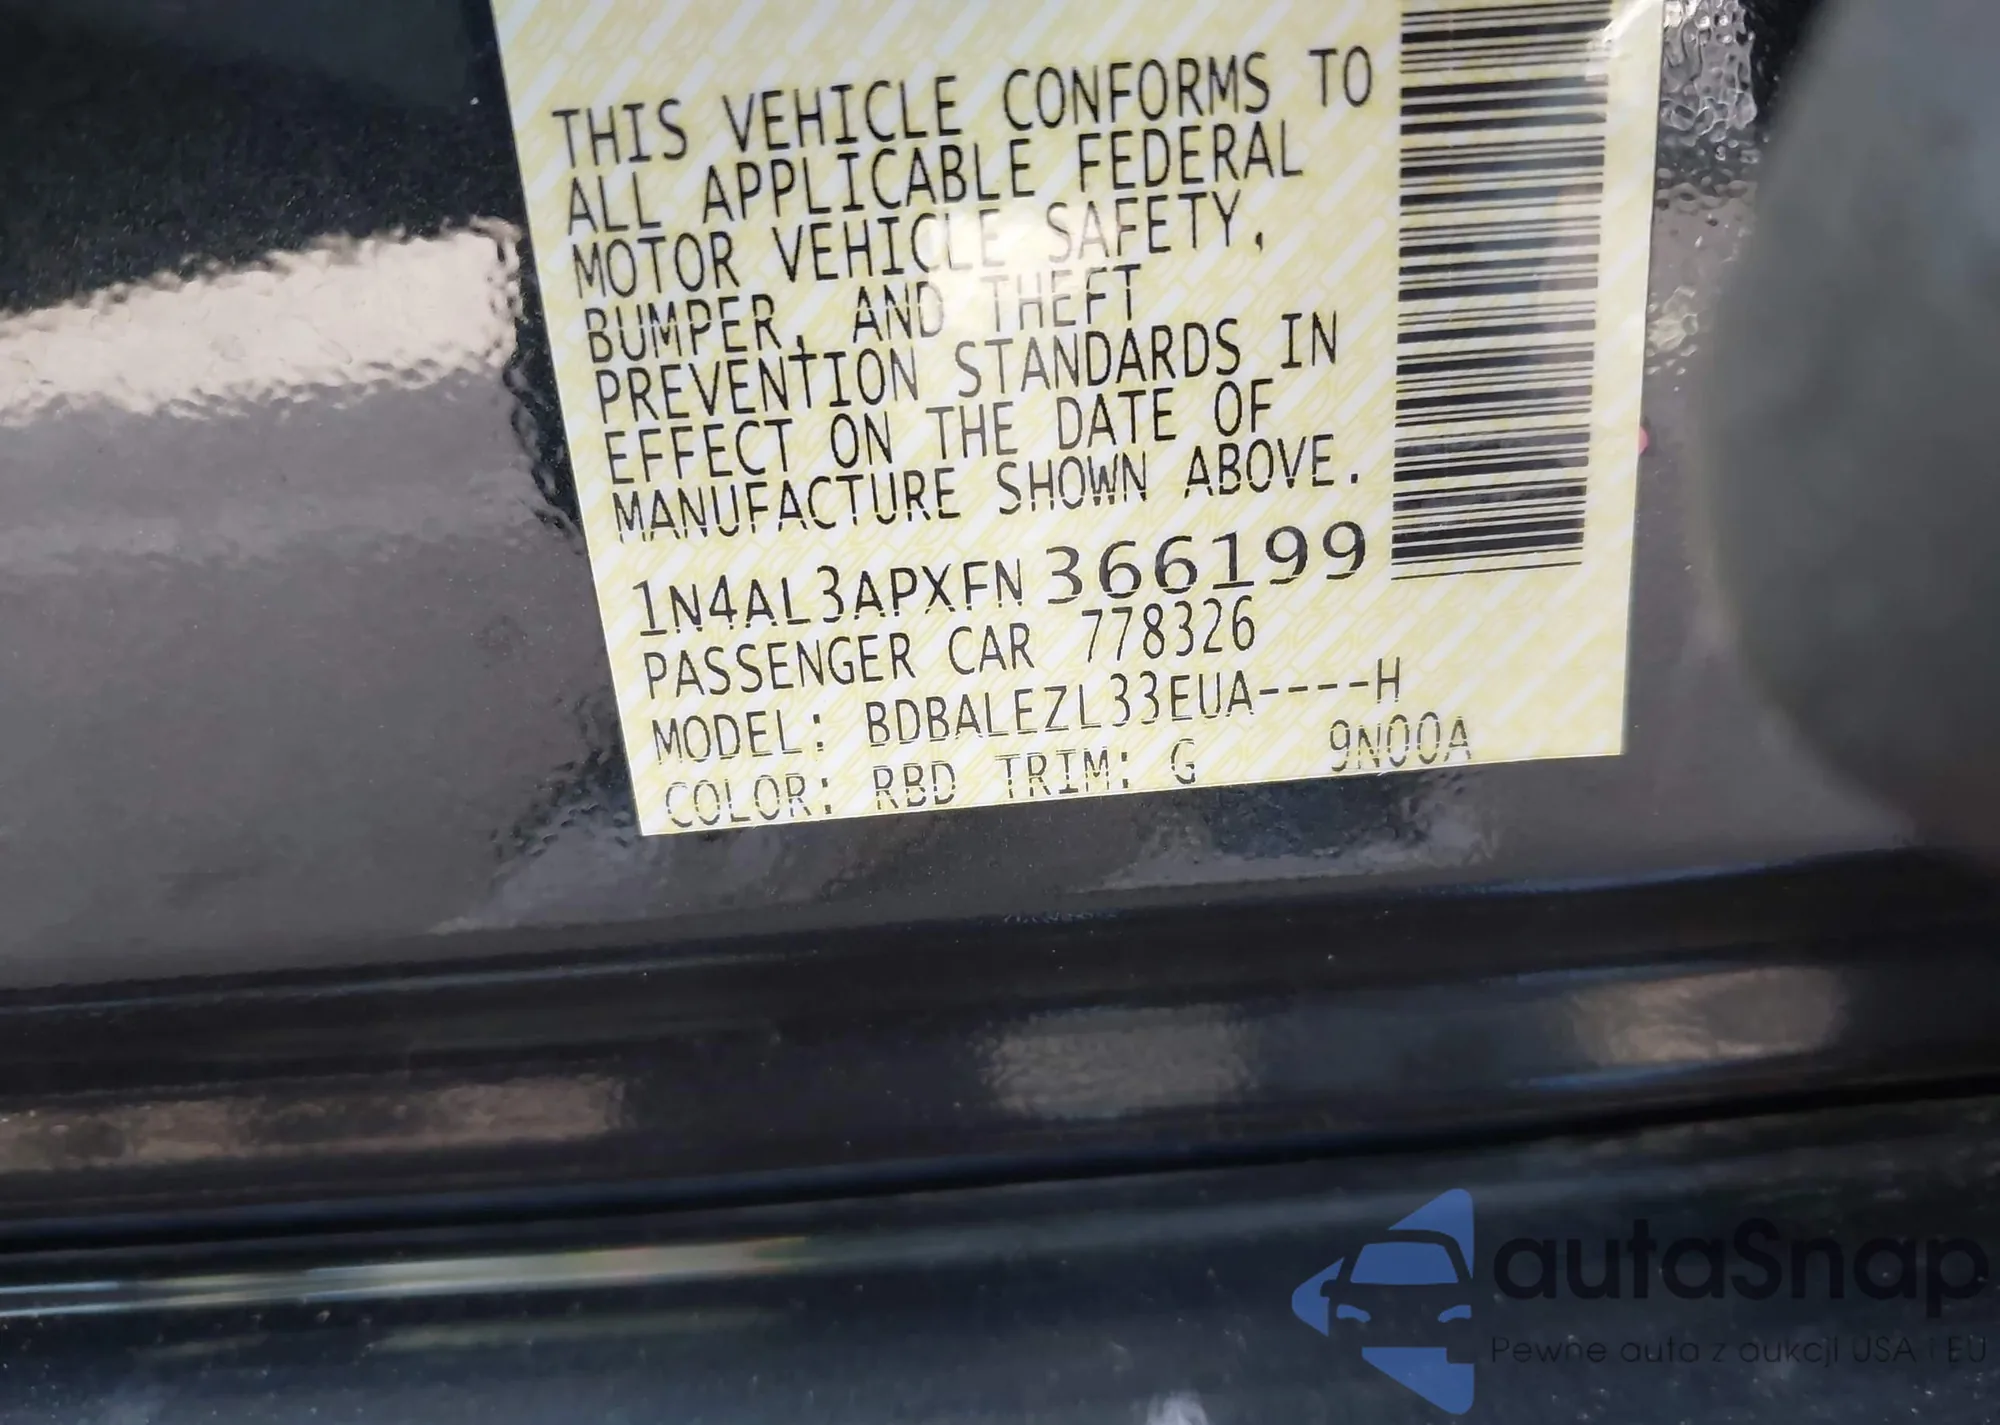 THIS VEHICLE CONFORMS TO
ALL APPLICABLE FEDERAL
MOTOR VEHICLE SAFETY,
BUMPER, AND THEFT
PREVENTION STANDARDS IN
EFFECT ON THE DATE OF
MANUFACTURE SHOWN ABOVE.
1N4AL3APXFN 366199
PASSENGER CAR 778326
MODEL: BDBALEZL33EUA----H
COLOR: RBD TRIM: G 9N00A
autaSnap
Pewne auta z aukcji USA i EU